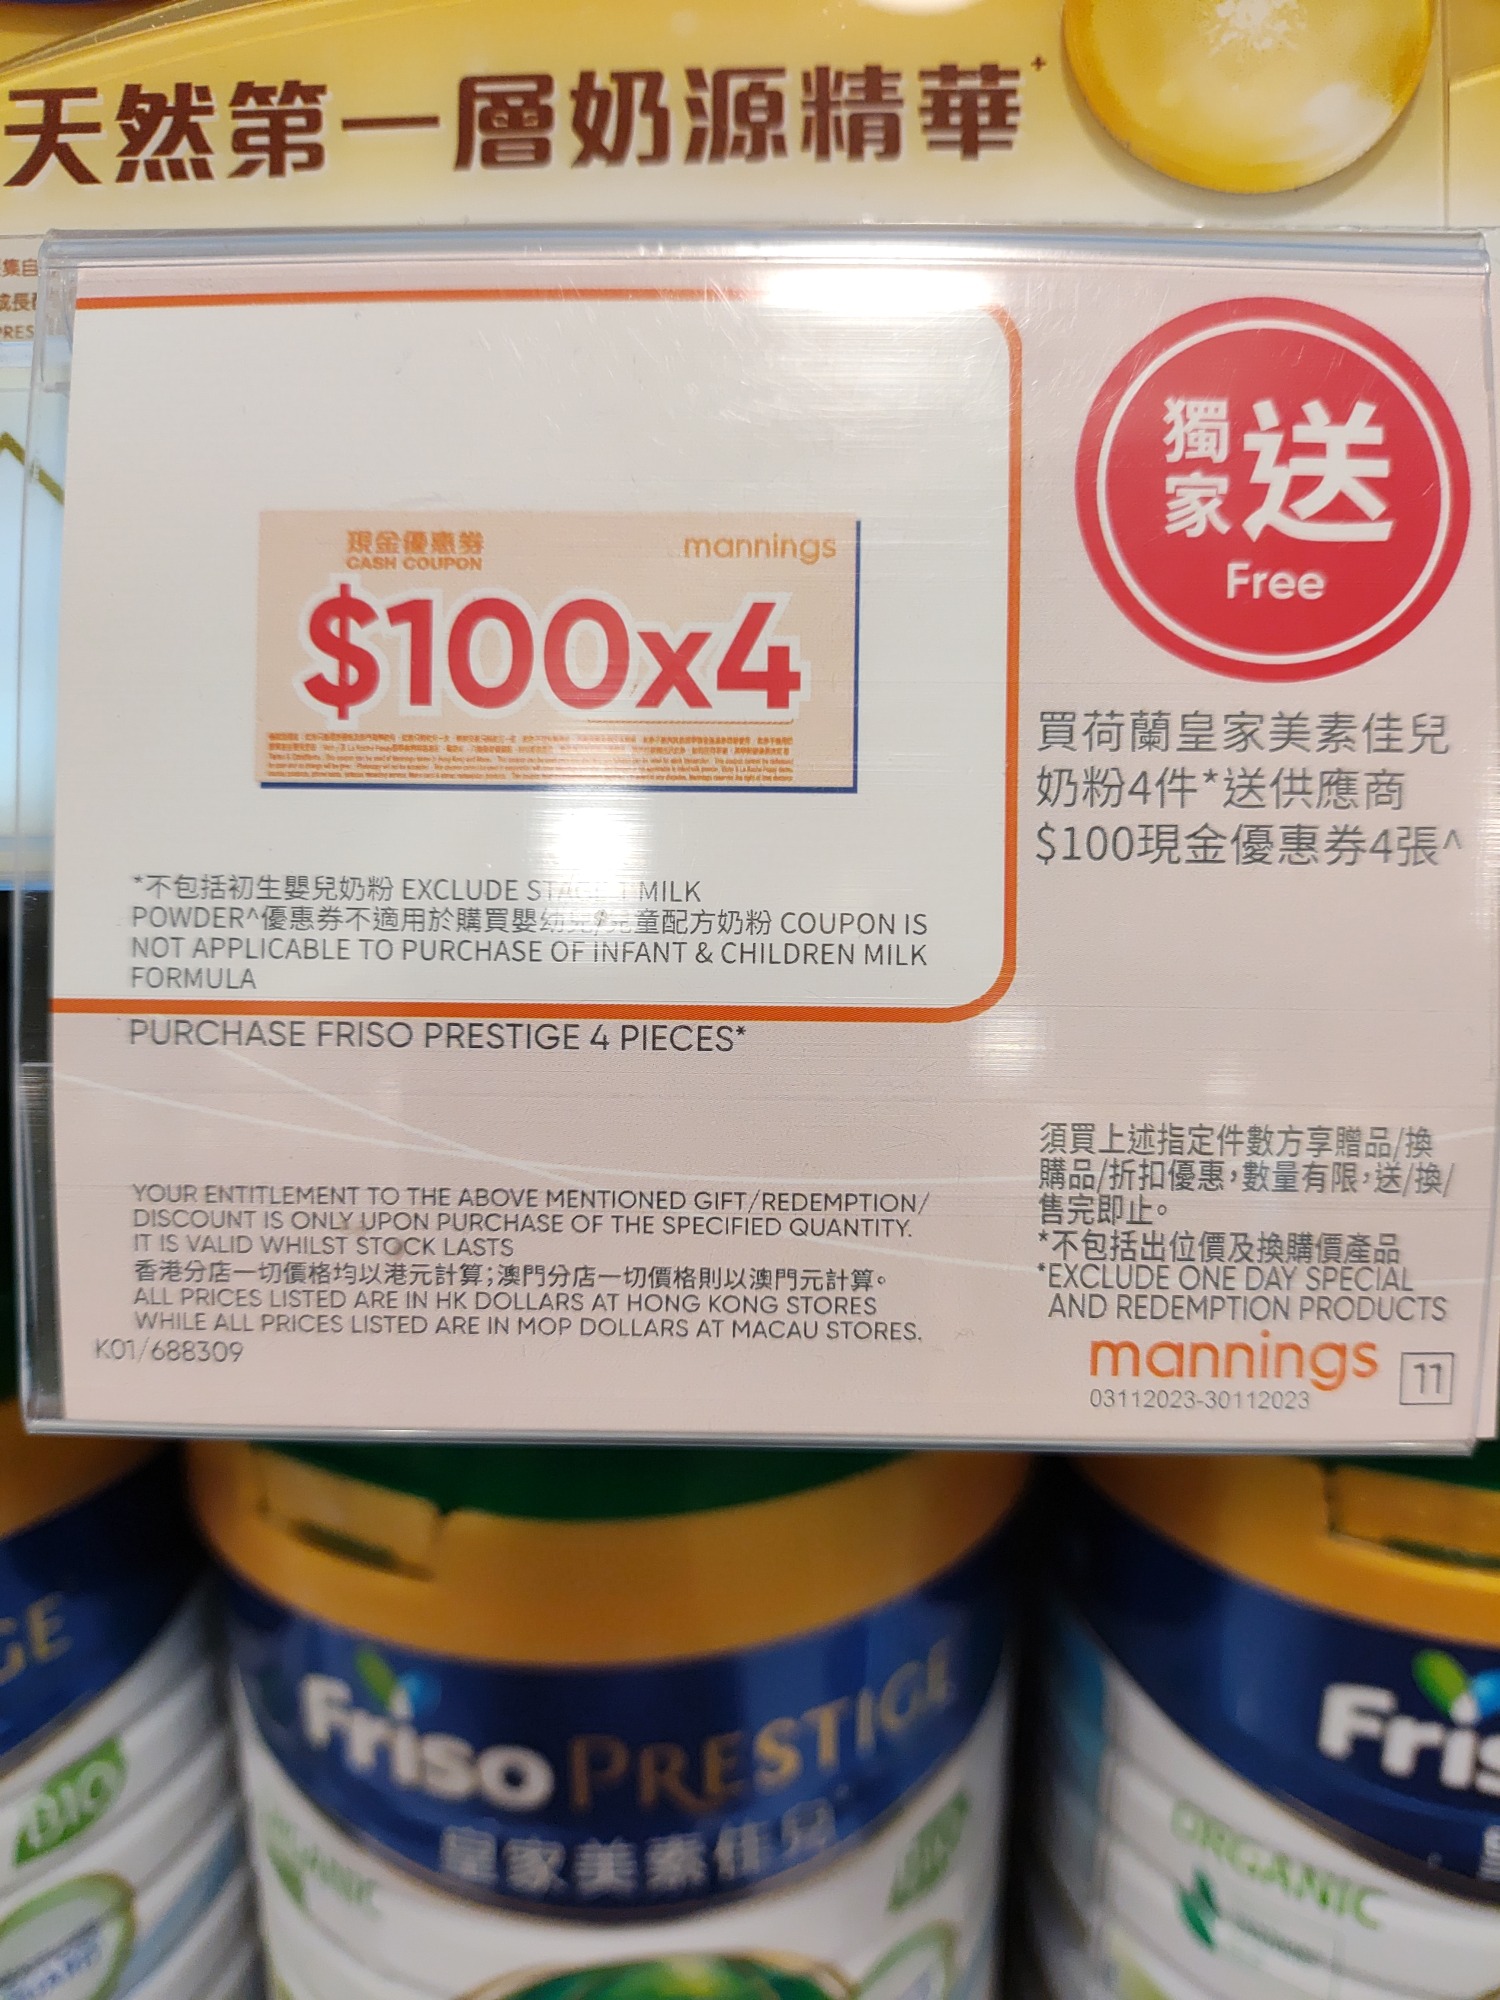 天然第一層奶源精華+
集自
成長
PRES
獨家送
Free
現金優惠券
CASH COUPON
mannings
$100x4
買荷蘭皇家美素佳兒
奶粉4件*送供應商
$100現金優惠券4張^
*不包括初生嬰兒奶粉 EXCLUDE MILK
POWDER^優惠券不適用於購買嬰幼兒/兒童配方奶粉 COUPON IS
NOT APPLICABLE TO PURCHASE OF INFANT & CHILDREN MILK
FORMULA
PURCHASE FRISO PRESTIGE 4 PIECES*
YOUR ENTITLEMENT TO THE ABOVE MENTIONED GIFT/REDEMPTION/
DISCOUNT IS ONLY UPON PURCHASE OF THE SPECIFIED QUANTITY.
IT IS VALID WHILST STOCK LASTS
香港分店一切價格均以港元計算;澳門分店一切價格則以澳門元計算。
ALL PRICES LISTED ARE IN HK DOLLARS AT HONG KONG STORES
WHILE ALL PRICES LISTED ARE IN MOP DOLLARS AT MACAU STORES.
K01/688309
須買上述指定件數方享贈品/換
購品/折扣優惠,數量有限,送/換/
售完即止。
*不包括出位價及換購價產品
*EXCLUDE ONE DAY SPECIAL
AND REDEMPTION PRODUCTS
mannings
11
03112023-30112023
GE
BIO
Friso PRESTIGE
皇家美素佳兒
ORGANIC
BIO
Fris
ORGANIC